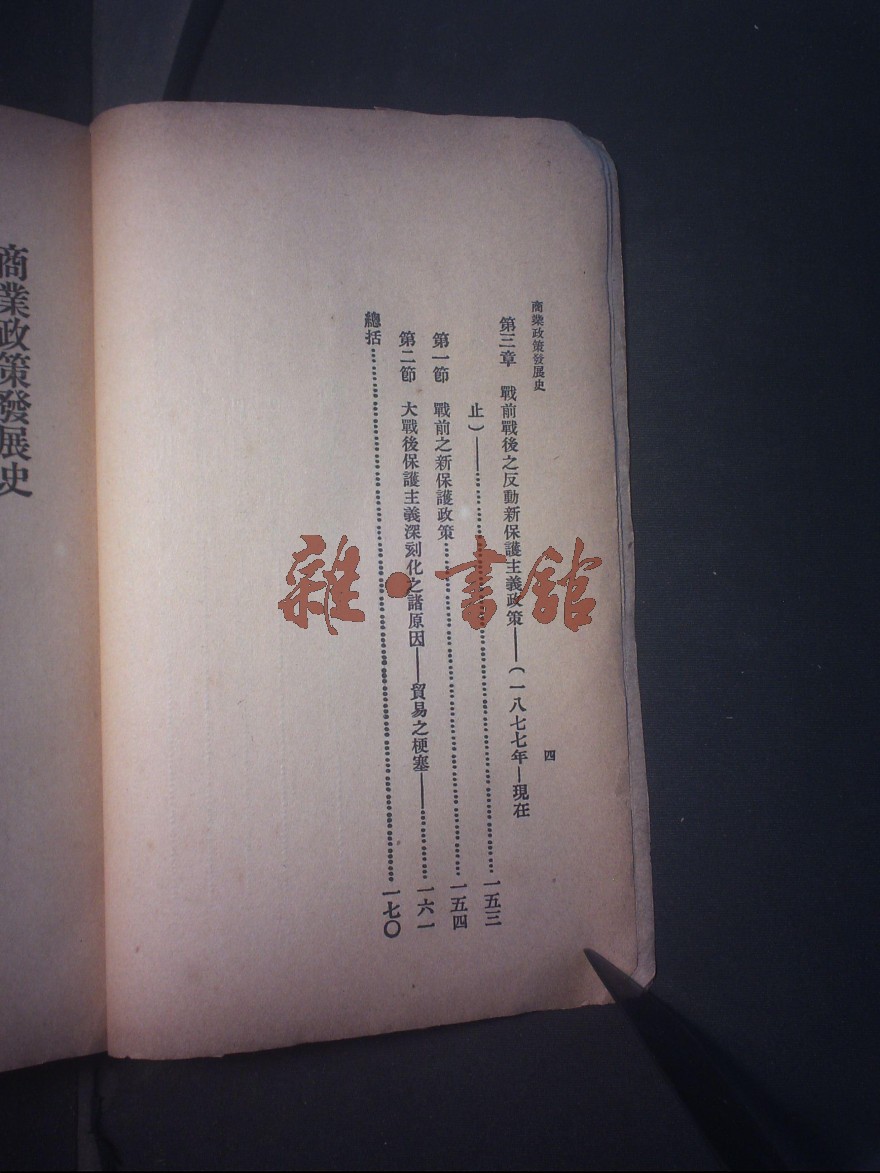 商業政策發展史
四
第三章　戰前戰後之反動新保護主義政策——（一八七七年—現在
止）——……………………一五三
第一節　戰前之新保護政策……………………一五四
第二節　大戰後保護主義深刻化之諸原因——貿易之梗塞——…………一六一
總括……………………一七〇
商業政策發展史
雜·書館